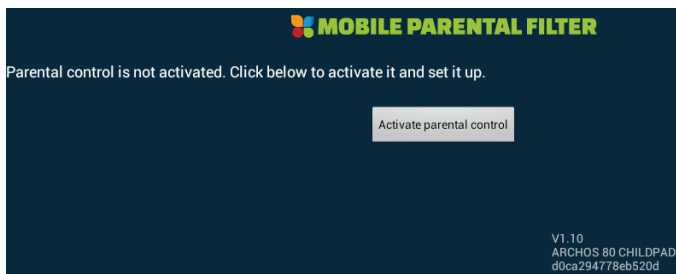 MOBILE PARENTAL FILTER
Parental control is not activated. Click below to activate it and set it up.
Activate parental control
V1.10
ARCHOS 80 CHILDPAD
d0ca294778eb520d